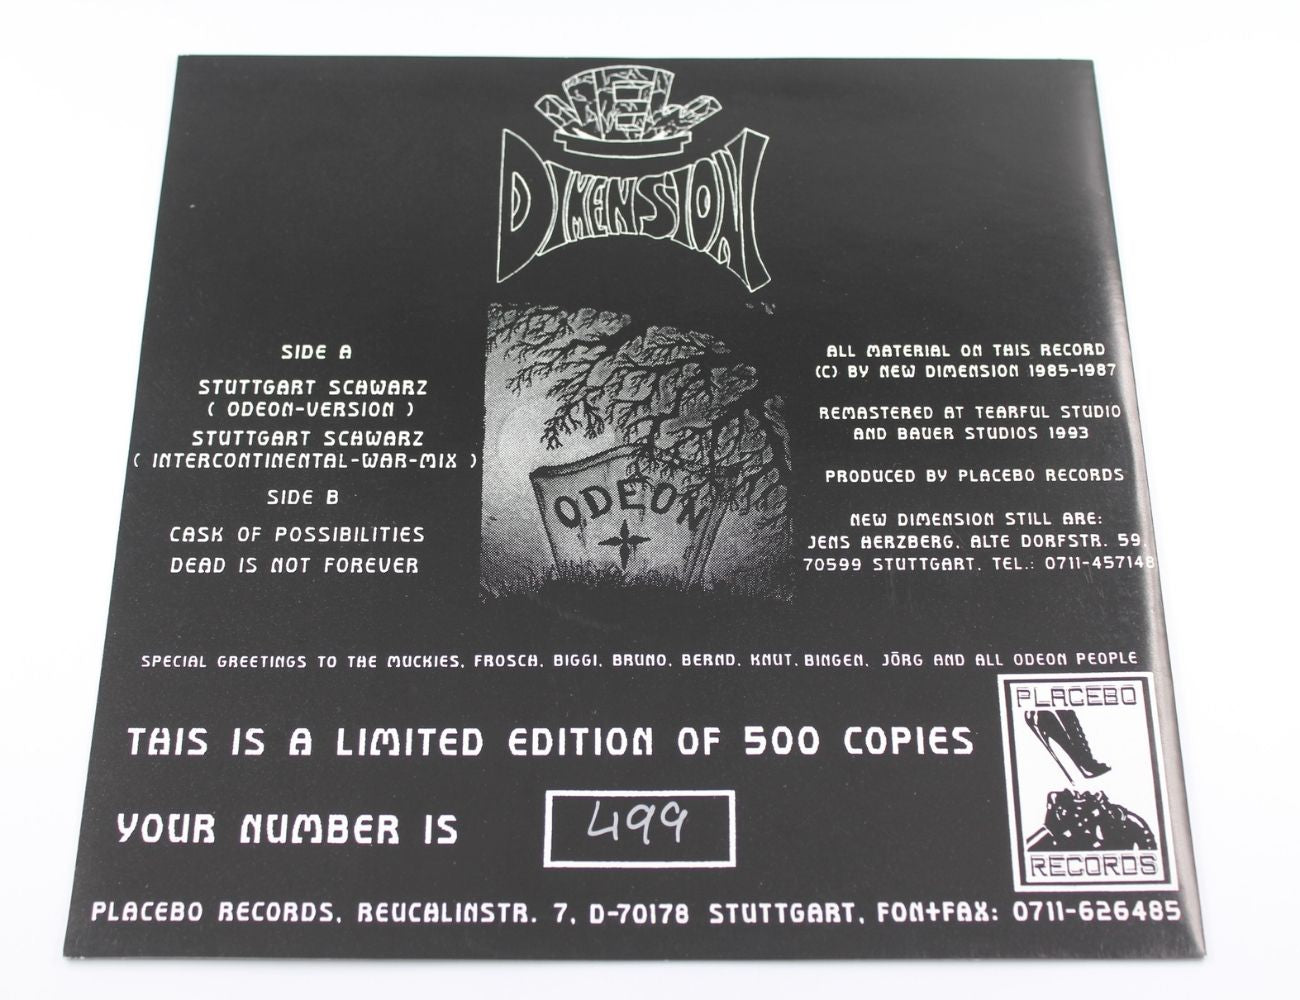 DIMENSION
SIDE A
STUTTGART SCHWARZ
( ODEON-VERSION )
STUTTGART SCHWARZ
( INTERCONTINENTAL-WAR-MIX )
SIDE B
CASK OF POSSIBILITIES
DEAD IS NOT FOREVER
ODEON
ALL MATERIAL ON THIS RECORD
(C) BY NEW DIMENSION 1985-1987
REMASTERED AT TEARFUL STUDIO
AND BAUER STUDIOS 1993
PRODUCED BY PLACEBO RECORDS
NEW DIMENSION STILL ARE:
JENS HERZBERG, ALTE DORFSTR. 59,
70599 STUTTGART, TEL.: 0711-457148
SPECIAL GREETINGS TO THE MUCKIES, FROSCH, BIGGI, BRUNO, BERND, KNUT, BINGEN, JÖRG AND ALL ODEON PEOPLE
THIS IS A LIMITED EDITION OF 500 COPIES
YOUR NUMBER IS
499
PLACEBO
RECORDS
PLACEBO RECORDS, REUCHLINSTR. 7, D-70178 STUTTGART, FON+FAX: 0711-626485